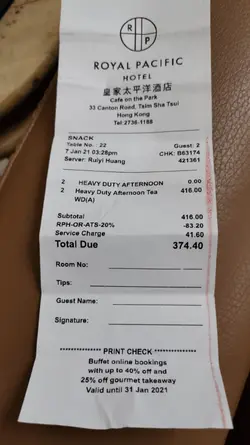 R P
ROYAL PACIFIC
HOTEL
皇家太平洋酒店
Cafe on the Park
33 Canton Road, Tsim Sha Tsui
Hong Kong
Tel 2736-1188
SNACK
Table No. : 22 Guest: 2
7 Jan 21 03:28pm CHK: B63174
Server: Ruiyi Huang 421361
2 HEAVY DUTY AFTERNOON 0.00
2 Heavy Duty Afternoon Tea 416.00
WD(A)
Subtotal 416.00
RPH-OR-ATS-20% -83.20
Service Charge 41.60
Total Due 374.40
Room No:
Tips:
Guest Name:
Signature:
*************** PRINT CHECK ***************
Buffet online bookings
with up to 40% off and
25% off gourmet takeaway
Valid until 31 Jan 2021